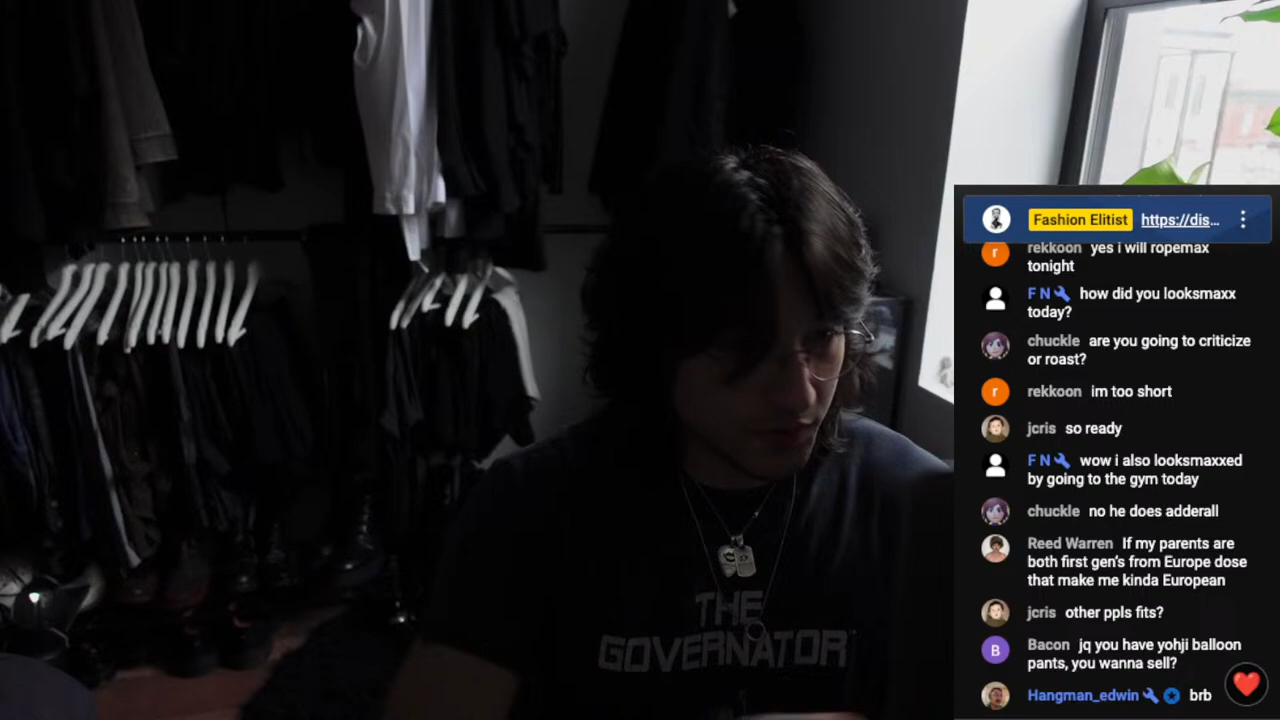 THE
GOVERNATOR
Fashion Elitist https://dis...
rekkoon yes i will ropemax
tonight
F N how did you looksmaxx
today?
chuckle are you going to criticize
or roast?
r
rekkoon im too short
jcris so ready
F N wow i also looksmaxxed
by going to the gym today
chuckle no he does adderall
Reed Warren If my parents are
both first gen's from Europe dose
that make me kinda European
jcris other ppls fits?
B
Bacon jq you have yohji balloon
pants, you wanna sell?
Hangman_edwin brb